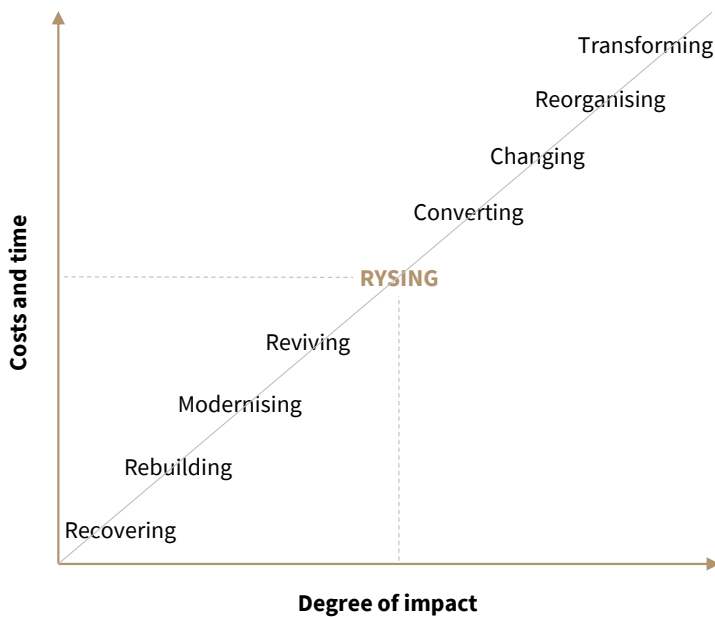 Transforming
Reorganising
Changing
Converting
RYSING
Reviving
Modernising
Rebuilding
Recovering
Costs and time
Degree of impact